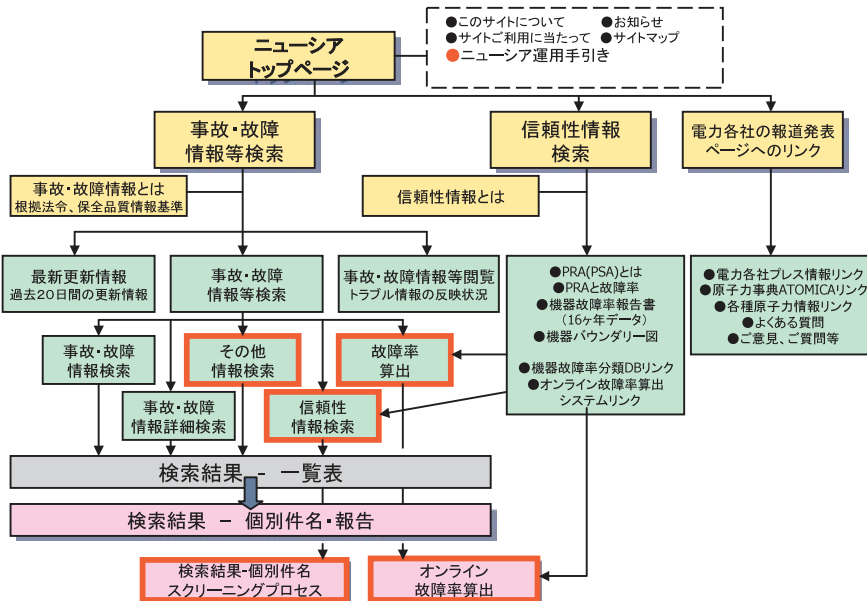 ニューシア
トップページ
●このサイトについて ●お知らせ
●サイトご利用に当たって ●サイトマップ
●ニューシア運用手引き
事故・故障
情報等検索
信頼性情報
検索
電力各社の報道発表
ページへのリンク
事故・故障情報とは
根拠法令、保全品質情報基準
信頼性情報とは
最新更新情報
過去20日間の更新情報
事故・故障
情報等検索
事故・故障情報等閲覧
トラブル情報の反映状況
●PRA(PSA)とは
●PRAと故障率
●機器故障率報告書
(16ヶ年データ)
●機器バウンダリー図
●機器故障率分類DBリンク
●オンライン故障率算出
システムリンク
●電力各社プレス情報リンク
●原子力事典ATOMICAリンク
●各種原子力情報リンク
●よくある質問
●ご意見、ご質問等
事故・故障
情報検索
その他
情報検索
故障率
算出
事故・故障
情報詳細検索
信頼性
情報検索
検索結果 - 一覧表
検索結果 - 個別件名・報告
検索結果-個別件名
スクリーニングプロセス
オンライン
故障率算出